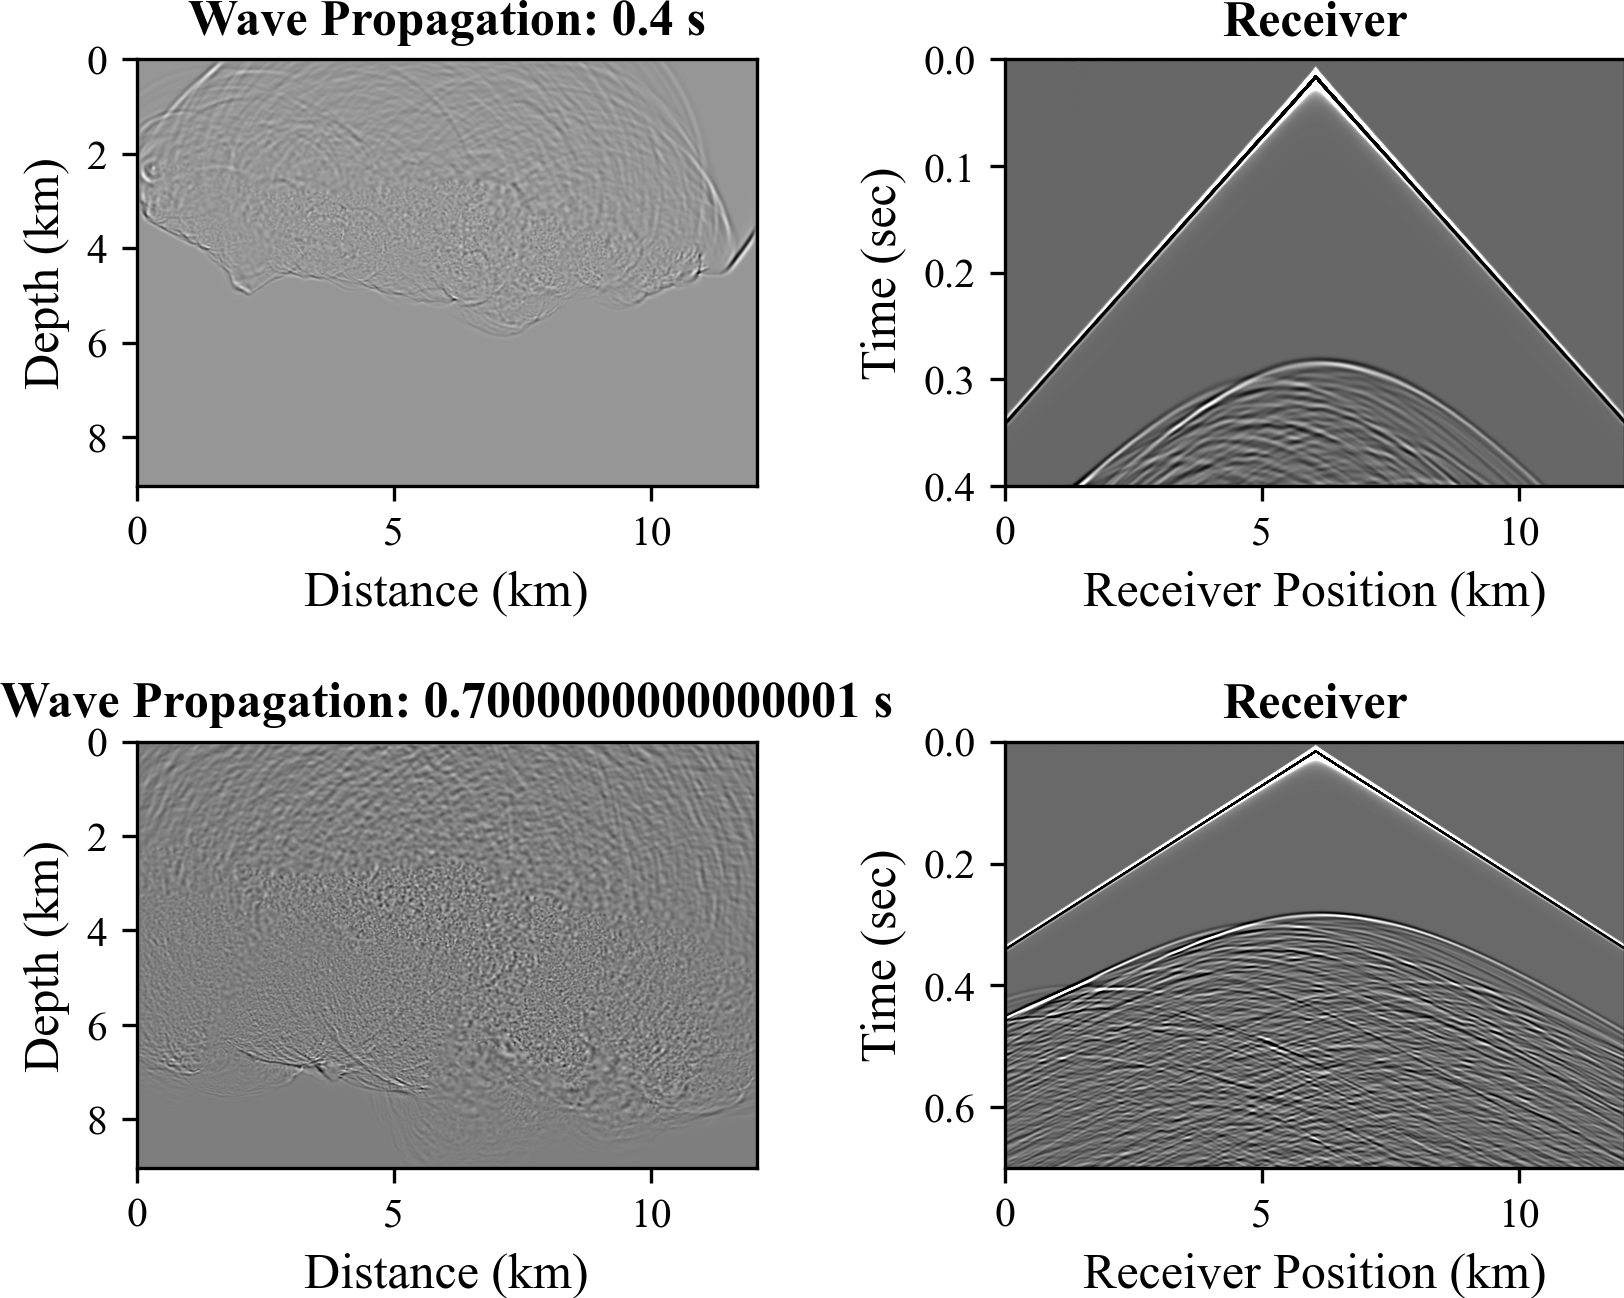 Wave Propagation: 0.4 s
0
2
4
6
8
Depth (km)
0
5
10
Distance (km)
Receiver
0.0
0.1
0.2
0.3
0.4
Time (sec)
0
5
10
Receiver Position (km)
Wave Propagation: 0.7000000000000001 s
0
2
4
6
8
Depth (km)
0
5
10
Distance (km)
Receiver
0.0
0.2
0.4
0.6
Time (sec)
0
5
10
Receiver Position (km)